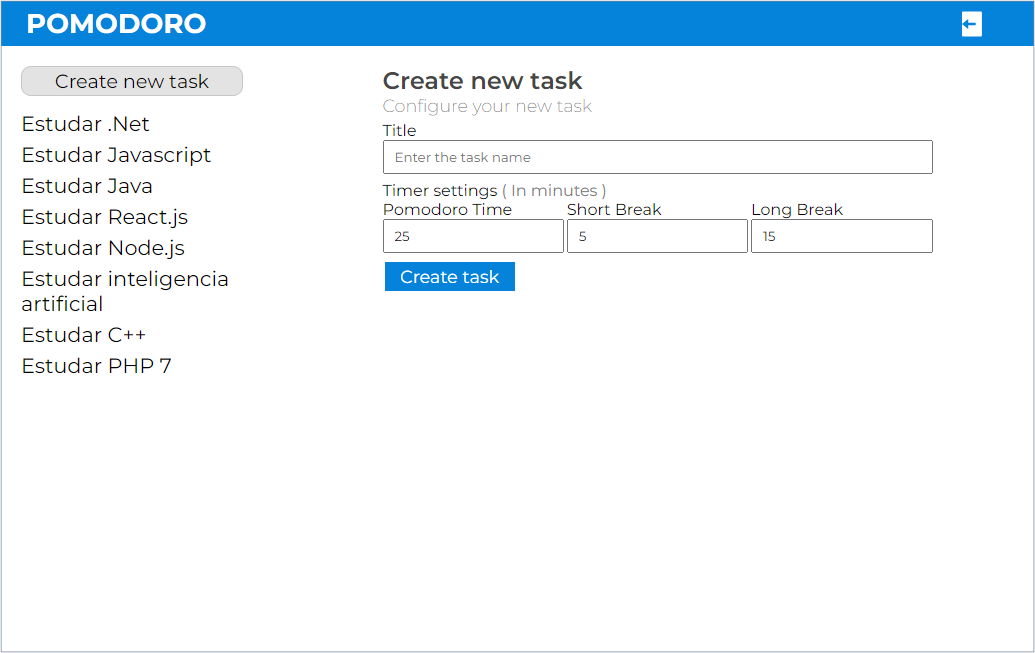 POMODORO
Create new task
Estudar .Net
Estudar Javascript
Estudar Java
Estudar React.js
Estudar Node.js
Estudar inteligencia
artificial
Estudar C++
Estudar PHP 7
Create new task
Configure your new task
Title
Enter the task name
Timer settings ( In minutes )
Pomodoro Time Short Break Long Break
25 5 15
Create task